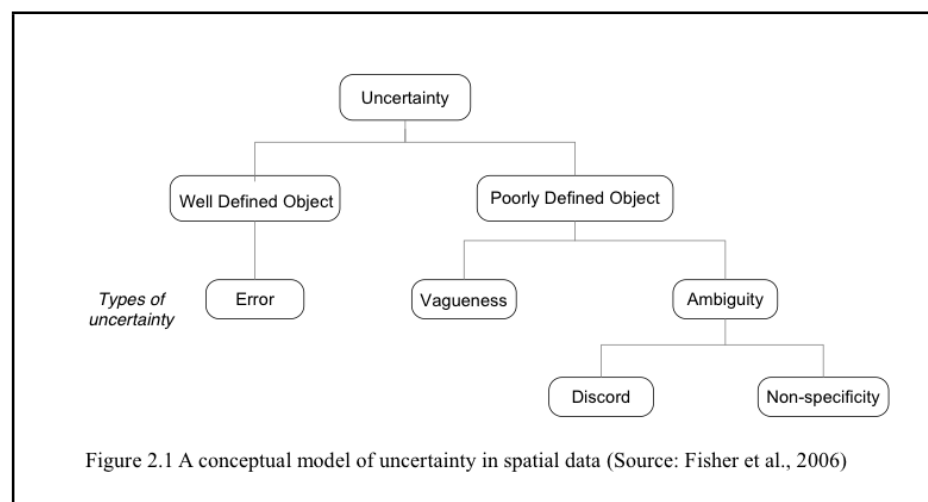 Uncertainty
Well Defined Object
Poorly Defined Object
Types of
uncertainty
Error
Vagueness
Ambiguity
Discord
Non-specificity
Figure 2.1 A conceptual model of uncertainty in spatial data (Source: Fisher et al., 2006)